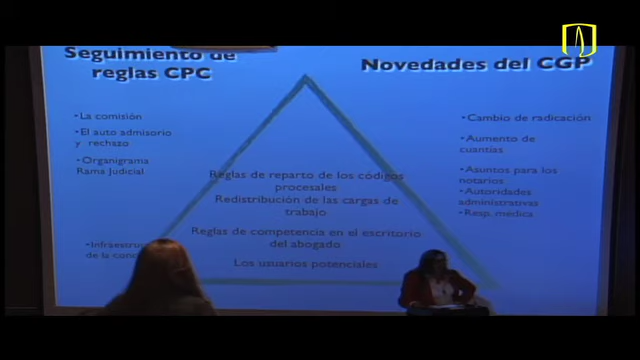 Seguimiento de
reglas CPC
• La comisión
• El auto admisorio
y rechazo
• Organigrama
Rama Judicial
de la
Reglas de reparto de los códigos
procesales
Redistribución de las cargas de
trabajo
Reglas de competencia en el escritorio
del abogado
Los usuarios potenciales
Novedades del CGP
• Cambio de radicación
• Aumento de
cuantías
• Asuntos para los
notarios
• Autoridades
administrativas
• Resp. médica